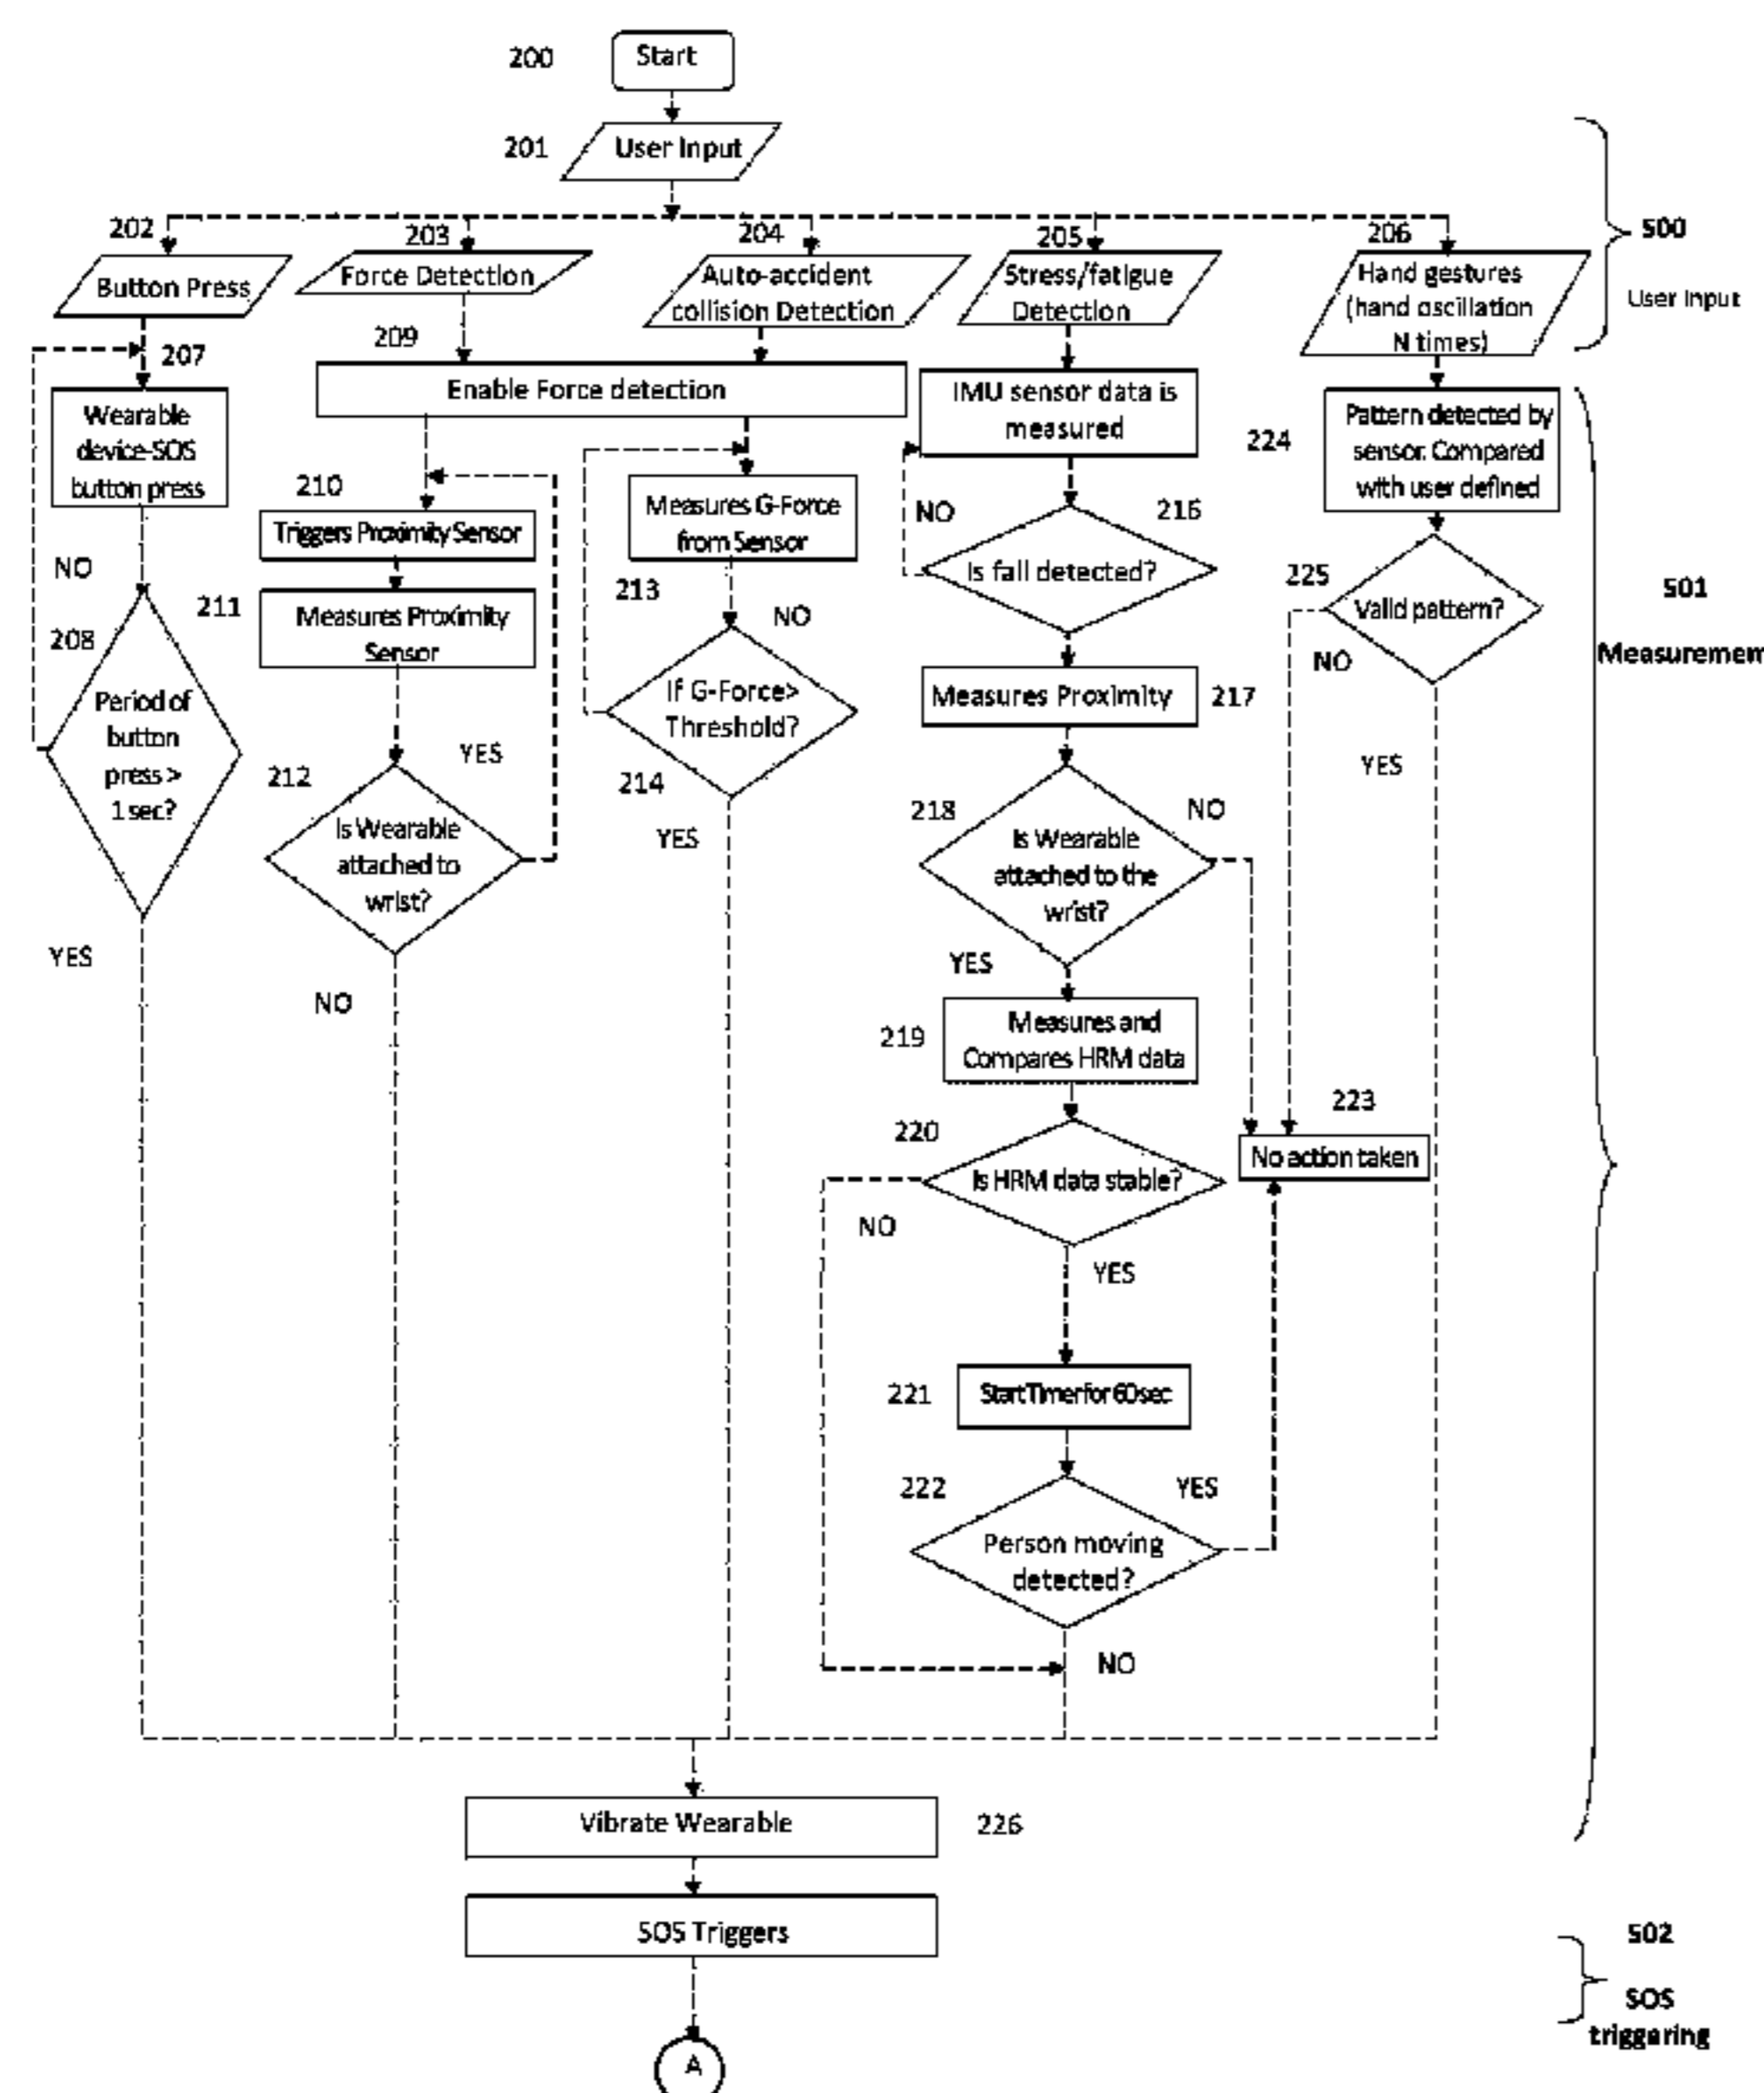 200
Start
201
User Input
202
203
204
205
206
Button Press
Force Detection
Auto-accident
collision Detection
Stress/fatigue
Detection
Hand gestures
(hand oscillation
N times)
500
User Input
207
209
Wearable
device-SOS
button press
Enable Force detection
IMU sensor data is
measured
224
Pattern detected by
sensor. Compared
with user defined
210
Triggers Proximity Sensor
Measures G-Force
from Sensor
NO
216
Is fall detected?
225
Valid pattern?
NO
YES
501
Measuremen
NO
208
Period of
button
press >
1 sec?
YES
211
Measures Proximity
Sensor
213
NO
If G-Force>
Threshold?
214
YES
Measures Proximity
217
212
YES
Is Wearable
attached to
wrist?
NO
218
NO
Is Wearable
attached to the
wrist?
YES
219
Measures and
Compares HRM data
223
No action taken
220
Is HRM data stable?
NO
YES
221
Start Timer for 60 sec
222
YES
Person moving
detected?
NO
Vibrate Wearable
226
SOS Triggers
502
SOS
triggering
A